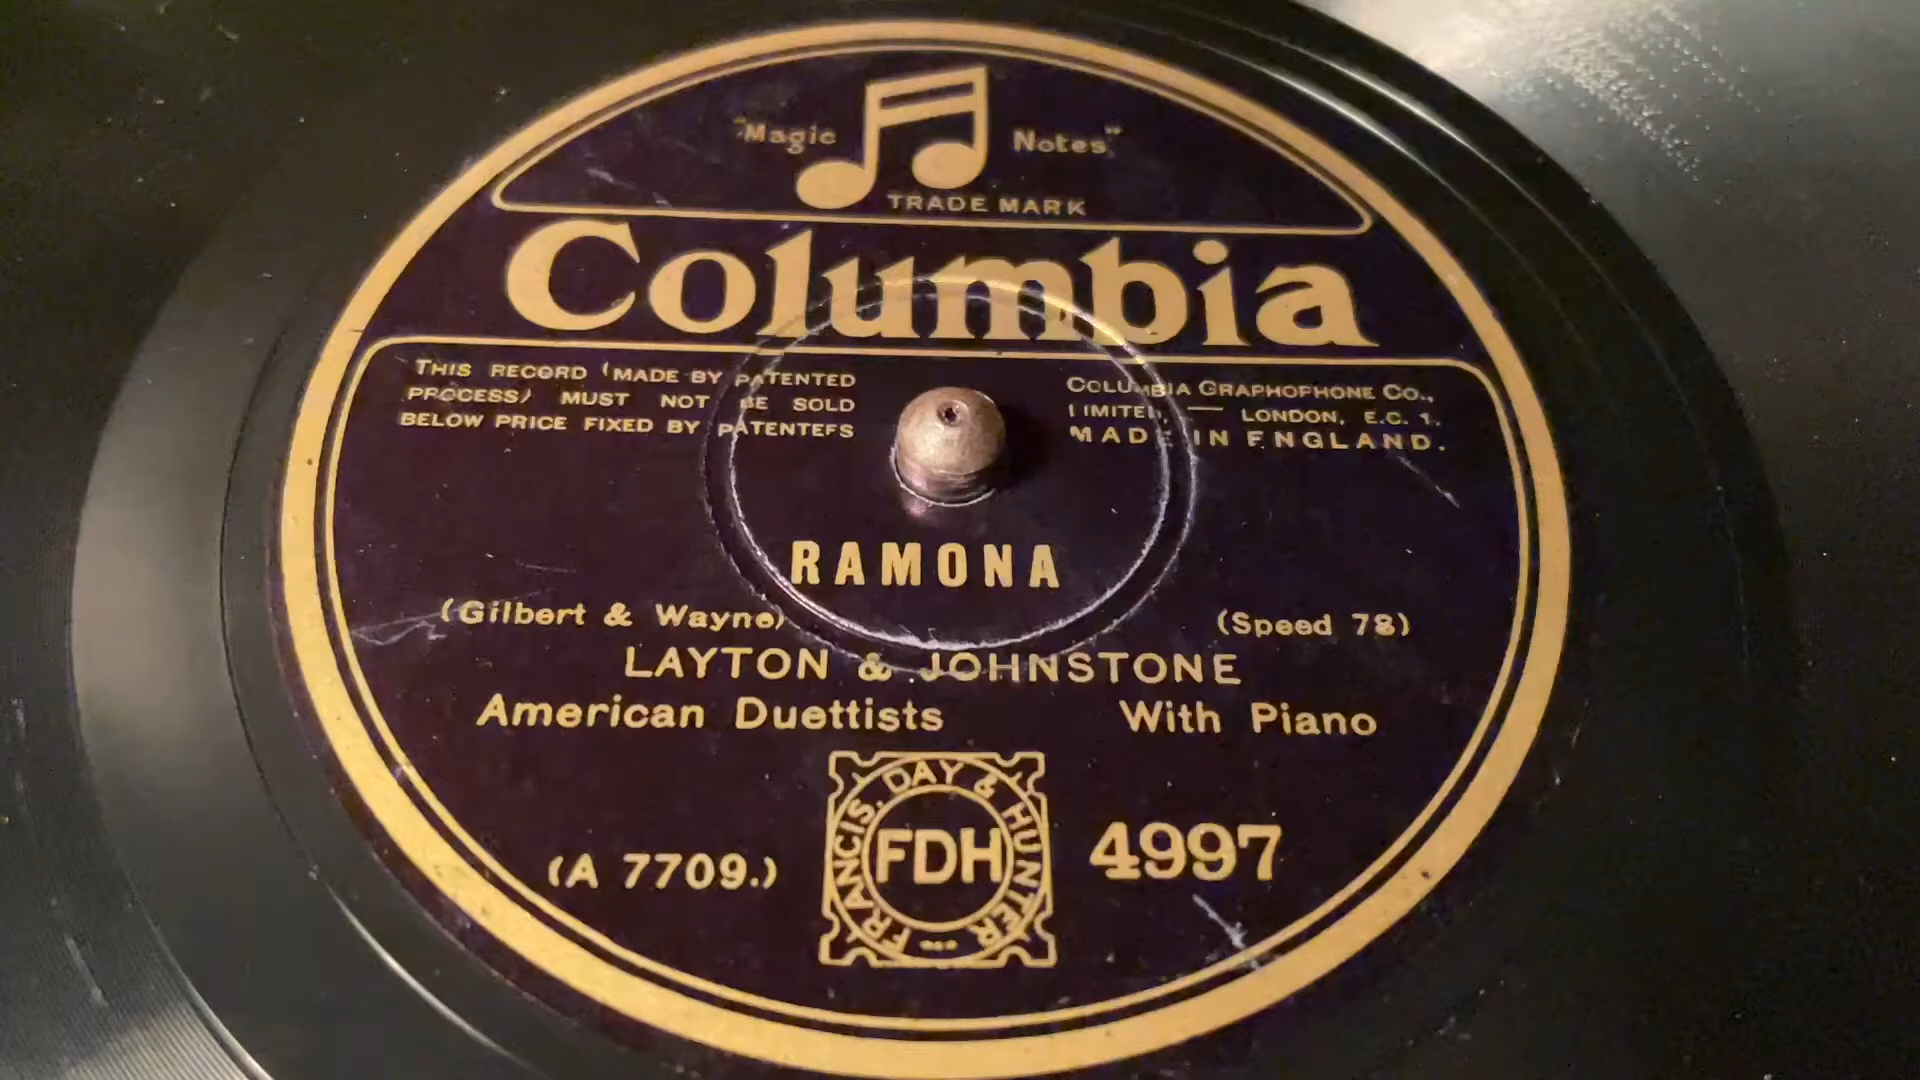 "Magic Notes"
TRADE MARK
Columbia
THIS RECORD (MADE BY PATENTED
PROCESS) MUST NOT BE SOLD
BELOW PRICE FIXED BY PATENTEES
COLUMBIA GRAPHOPHONE CO.,
LIMITED, — LONDON, E.C. 1.
MADE IN ENGLAND.
RAMONA
(Gilbert & Wayne) (Speed 78)
LAYTON & JOHNSTONE
American Duettists With Piano
FRANCIS, DAY & HUNTER
FDH
(A 7709.) 4997